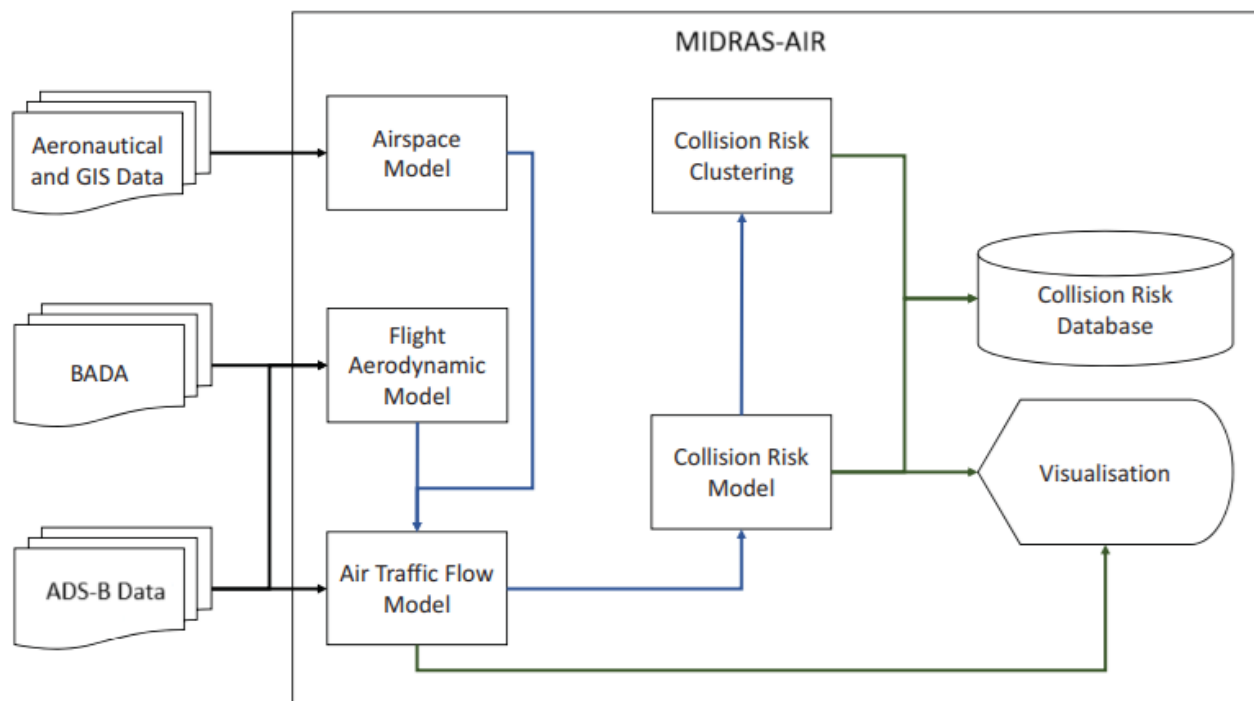 MIDRAS-AIR
Aeronautical
and GIS Data
Airspace
Model
Collision Risk
Clustering
Collision Risk
Database
BADA
Flight
Aerodynamic
Model
Collision Risk
Model
Visualisation
ADS-B Data
Air Traffic Flow
Model